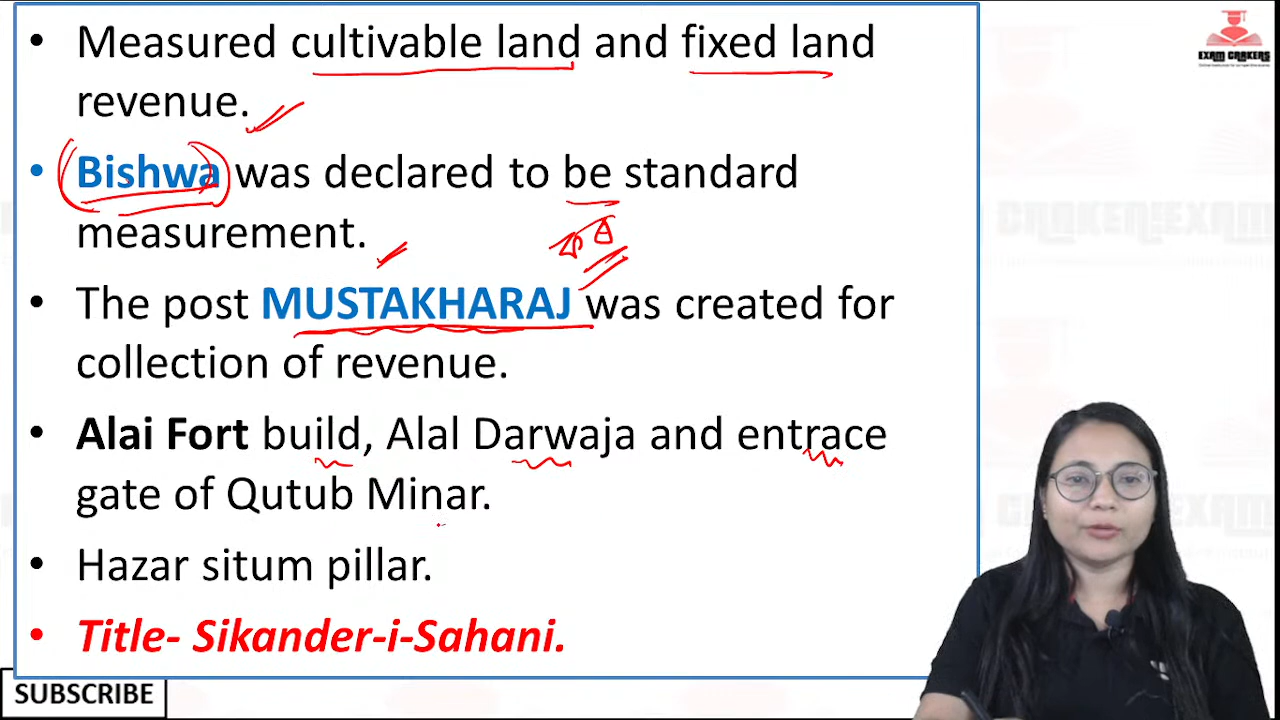 • Measured cultivable land and fixed land
revenue.
• Bishwa was declared to be standard
measurement.
• The post MUSTAKHARAJ was created for
collection of revenue.
• Alai Fort build, Alal Darwaja and entrace
gate of Qutub Minar.
• Hazar situm pillar.
• Title- Sikander-i-Sahani.
SUBSCRIBE
EXAM CRAKERS